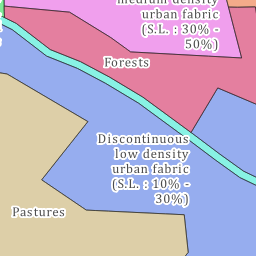 medium density
urban fabric
(S.L. : 30% -
50%)
Forests
Discontinuous
low density
urban fabric
(S.L. : 10% -
30%)
Pastures